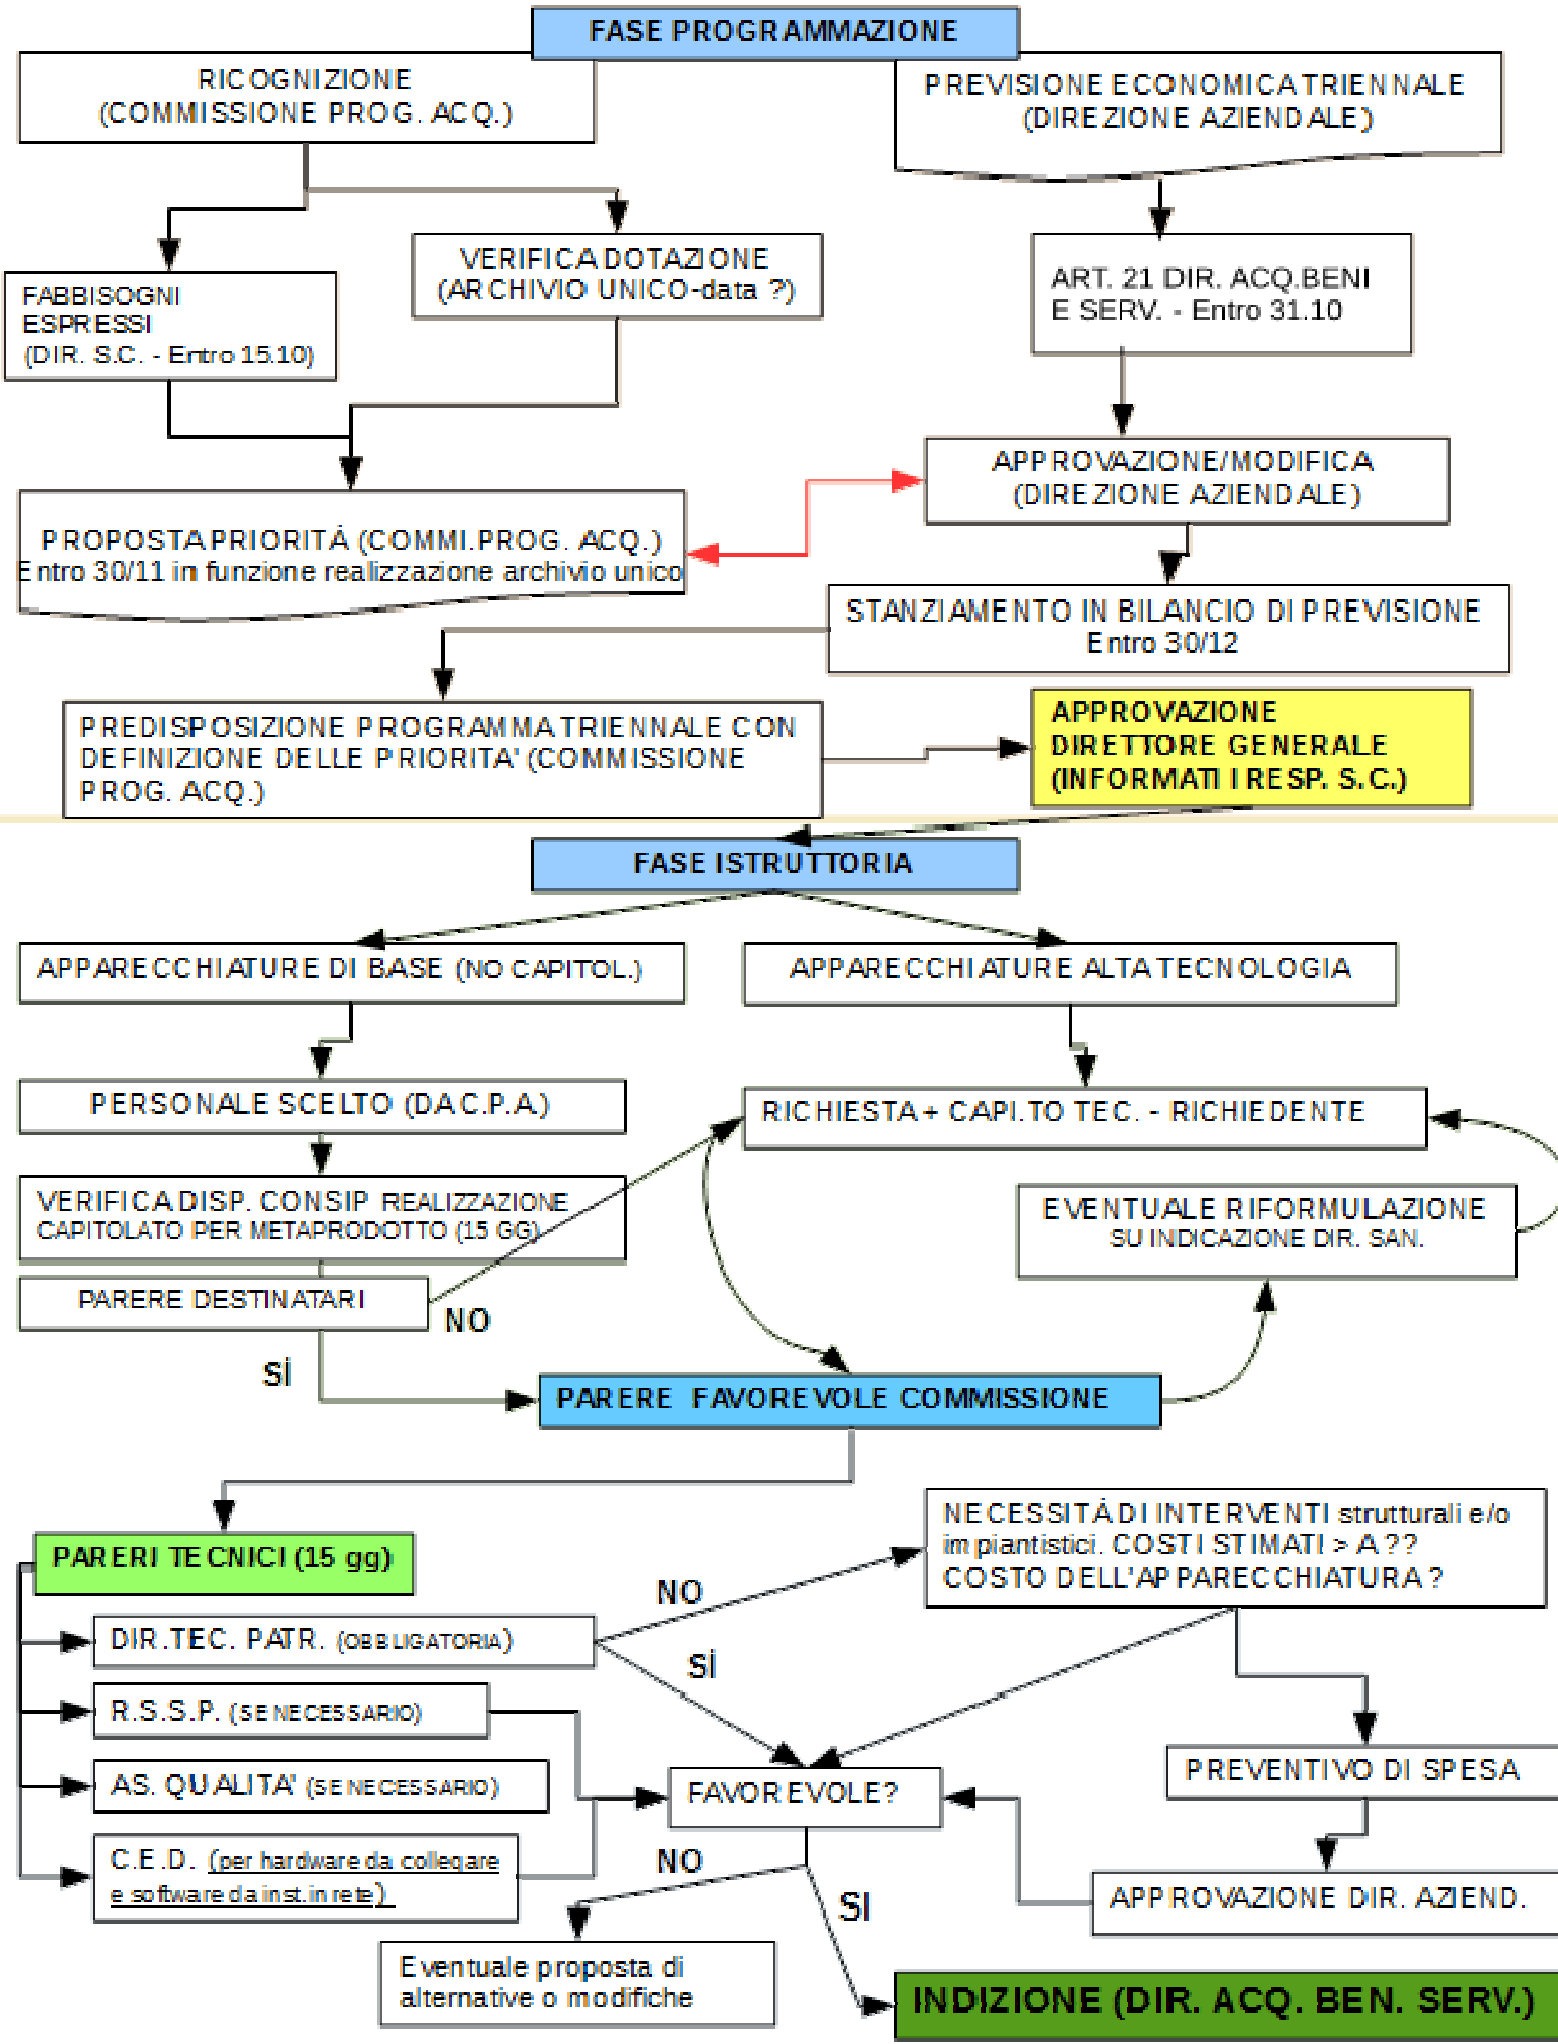 FASE PROGRAMMAZIONE
RICOGNIZIONE
(COMMISSIONE PROG. ACQ.)
PREVISIONE ECONOMICA TRIENNALE
(DIREZIONE AZIENDALE)
FABBISOGNI
ESPRESSI
(DIR. S.C. - Entro 15.10)
VERIFICA DOTAZIONE
(ARCHIVIO UNICO-data ?)
ART. 21 DIR. ACQ.BENI
E SERV. - Entro 31.10
APPROVAZIONE/MODIFICA
(DIREZIONE AZIENDALE)
PROPOSTA PRIORITÁ (COMMI.PROG. ACQ.)
Entro 30/11 in funzione realizzazione archivio unico
STANZIAMENTO IN BILANCIO DI PREVISIONE
Entro 30/12
PREDISPOSIZIONE PROGRAMMA TRIENNALE CON
DEFINIZIONE DELLE PRIORITA' (COMMISSIONE
PROG. ACQ.)
APPROVAZIONE
DIRETTORE GENERALE
(INFORMATI I RESP. S.C.)
FASE ISTRUTTORIA
APPARECCHIATURE DI BASE (NO CAPITOL.)
APPARECCHIATURE ALTA TECNOLOGIA
PERSONALE SCELTO (DA C.P.A.)
RICHIESTA + CAPI.TO TEC. - RICHIEDENTE
VERIFICA DISP. CONSIP REALIZZAZIONE
CAPITOLATO PER METAPRODOTTO (15 GG)
EVENTUALE RIFORMULAZIONE
SU INDICAZIONE DIR. SAN.
PARERE DESTINATARI
NO
SÍ
PARERE FAVOREVOLE COMMISSIONE
PARERI TECNICI (15 gg)
NECESSITÁ DI INTERVENTI strutturali e/o
impiantistici. COSTI STIMATI > A ??
COSTO DELL'APPARECCHIATURA ?
NO
DIR.TEC. PATR. (OBBLIGATORIA)
SÍ
R.S.S.P. (SE NECESSARIO)
AS. QUALITA' (SE NECESSARIO)
FAVOREVOLE?
PREVENTIVO DI SPESA
C.E.D. (per hardware da collegare
e software da inst.in rete)
NO
SI
APPROVAZIONE DIR. AZIEND.
Eventuale proposta di
alternative o modifiche
INDIZIONE (DIR. ACQ. BEN. SERV.)